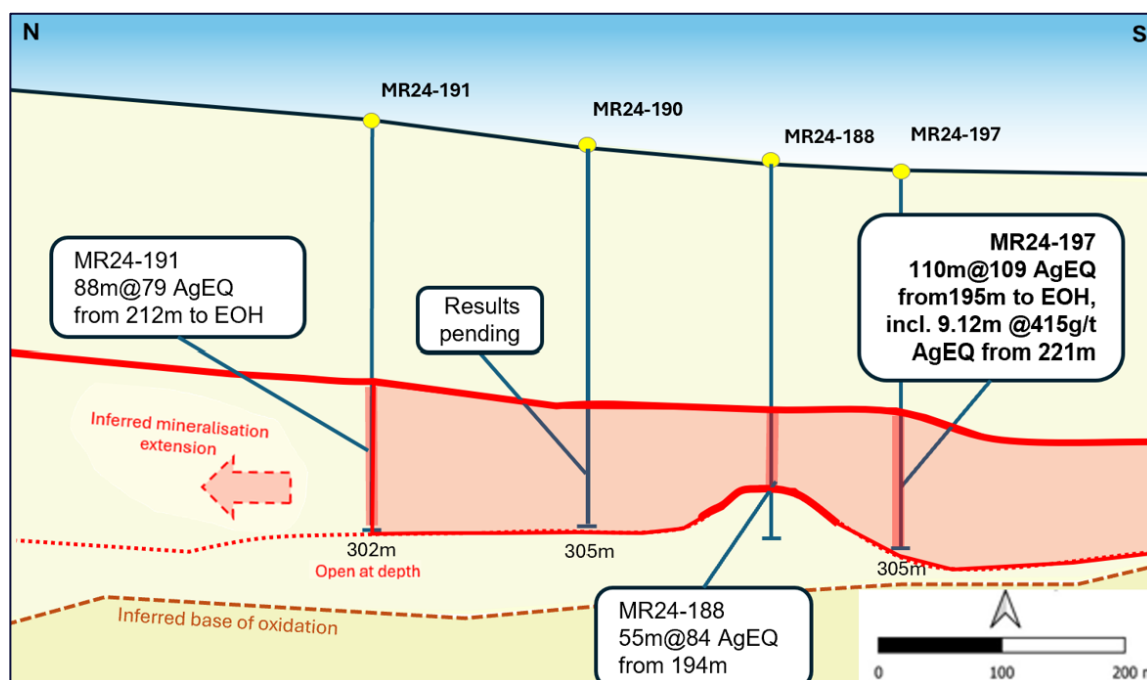 N
S
MR24-191
MR24-190
MR24-188
MR24-197
MR24-191
88m@79 AgEQ
from 212m to EOH
Results
pending
MR24-197
110m@109 AgEQ
from195m to EOH,
incl. 9.12m @415g/t
AgEQ from 221m
Inferred mineralisation
extension
302m
Open at depth
305m
305m
Inferred base of oxidation
MR24-188
55m@84 AgEQ
from 194m
0
100
200 m